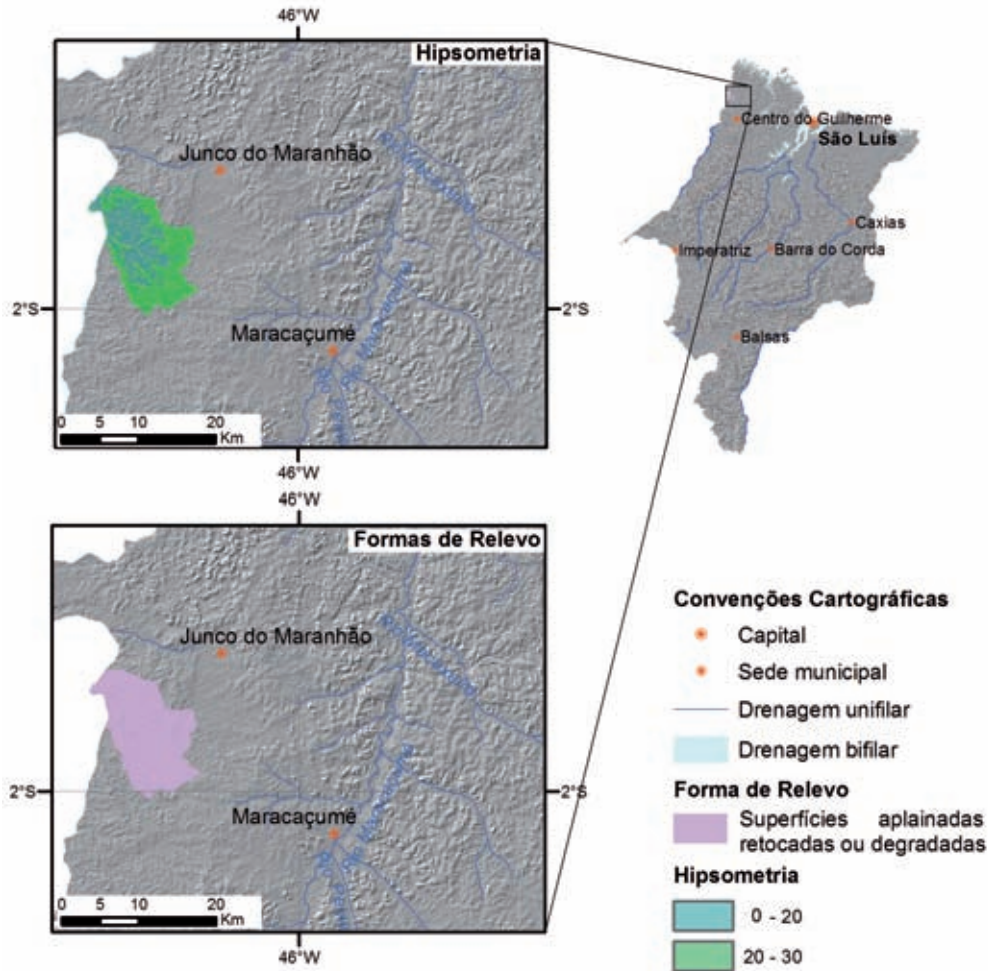 46°W
Hipsometria
Junco do Maranhão
2°S
2°S
Maracaçumé
0 5 10 20
Km
46°W
Centro do Guilherme
São Luís
Caxias
Imperatriz
Barra do Corda
Balsas
46°W
Formas de Relevo
Junco do Maranhão
2°S
2°S
Maracaçumé
0 5 10 20
Km
46°W
Convenções Cartográficas
Capital
Sede municipal
Drenagem unifilar
Drenagem bifilar
Forma de Relevo
Superfícies aplainadas
retocadas ou degradadas
Hipsometria
0 - 20
20 - 30